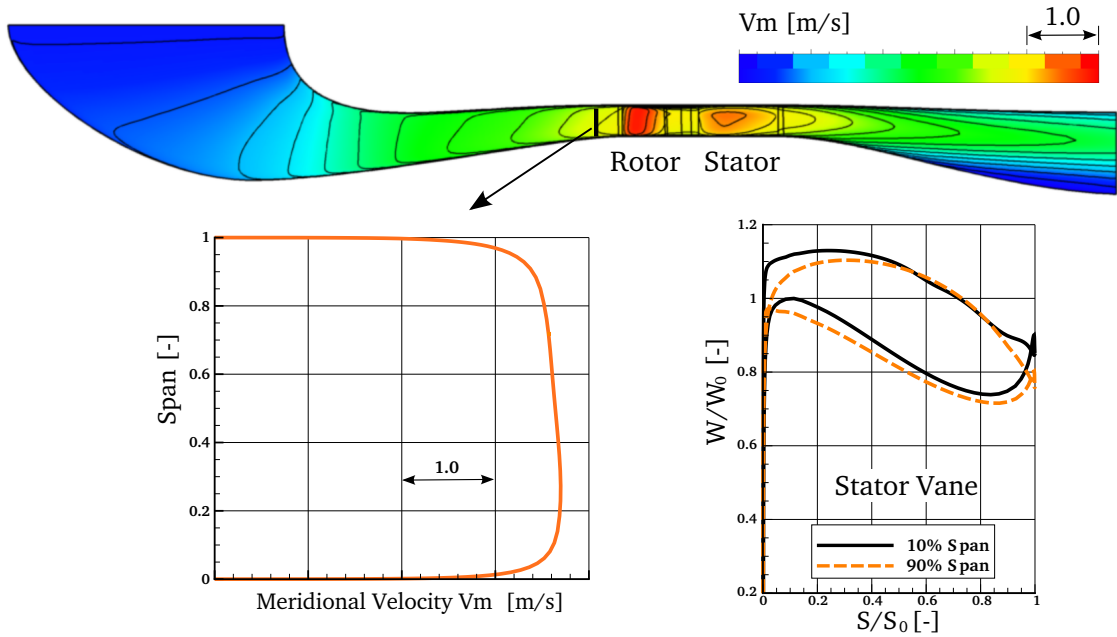 Vm [m/s]
1.0
Rotor
Stator
1
0.8
0.6
0.4
0.2
0
Span [-]
1.0
Meridional Velocity Vm [m/s]
1.2
1
0.8
0.6
0.4
0.2
W/W₀ [-]
Stator Vane
10% Span
90% Span
0
0.2
0.4
0.6
0.8
1
S/S₀ [-]